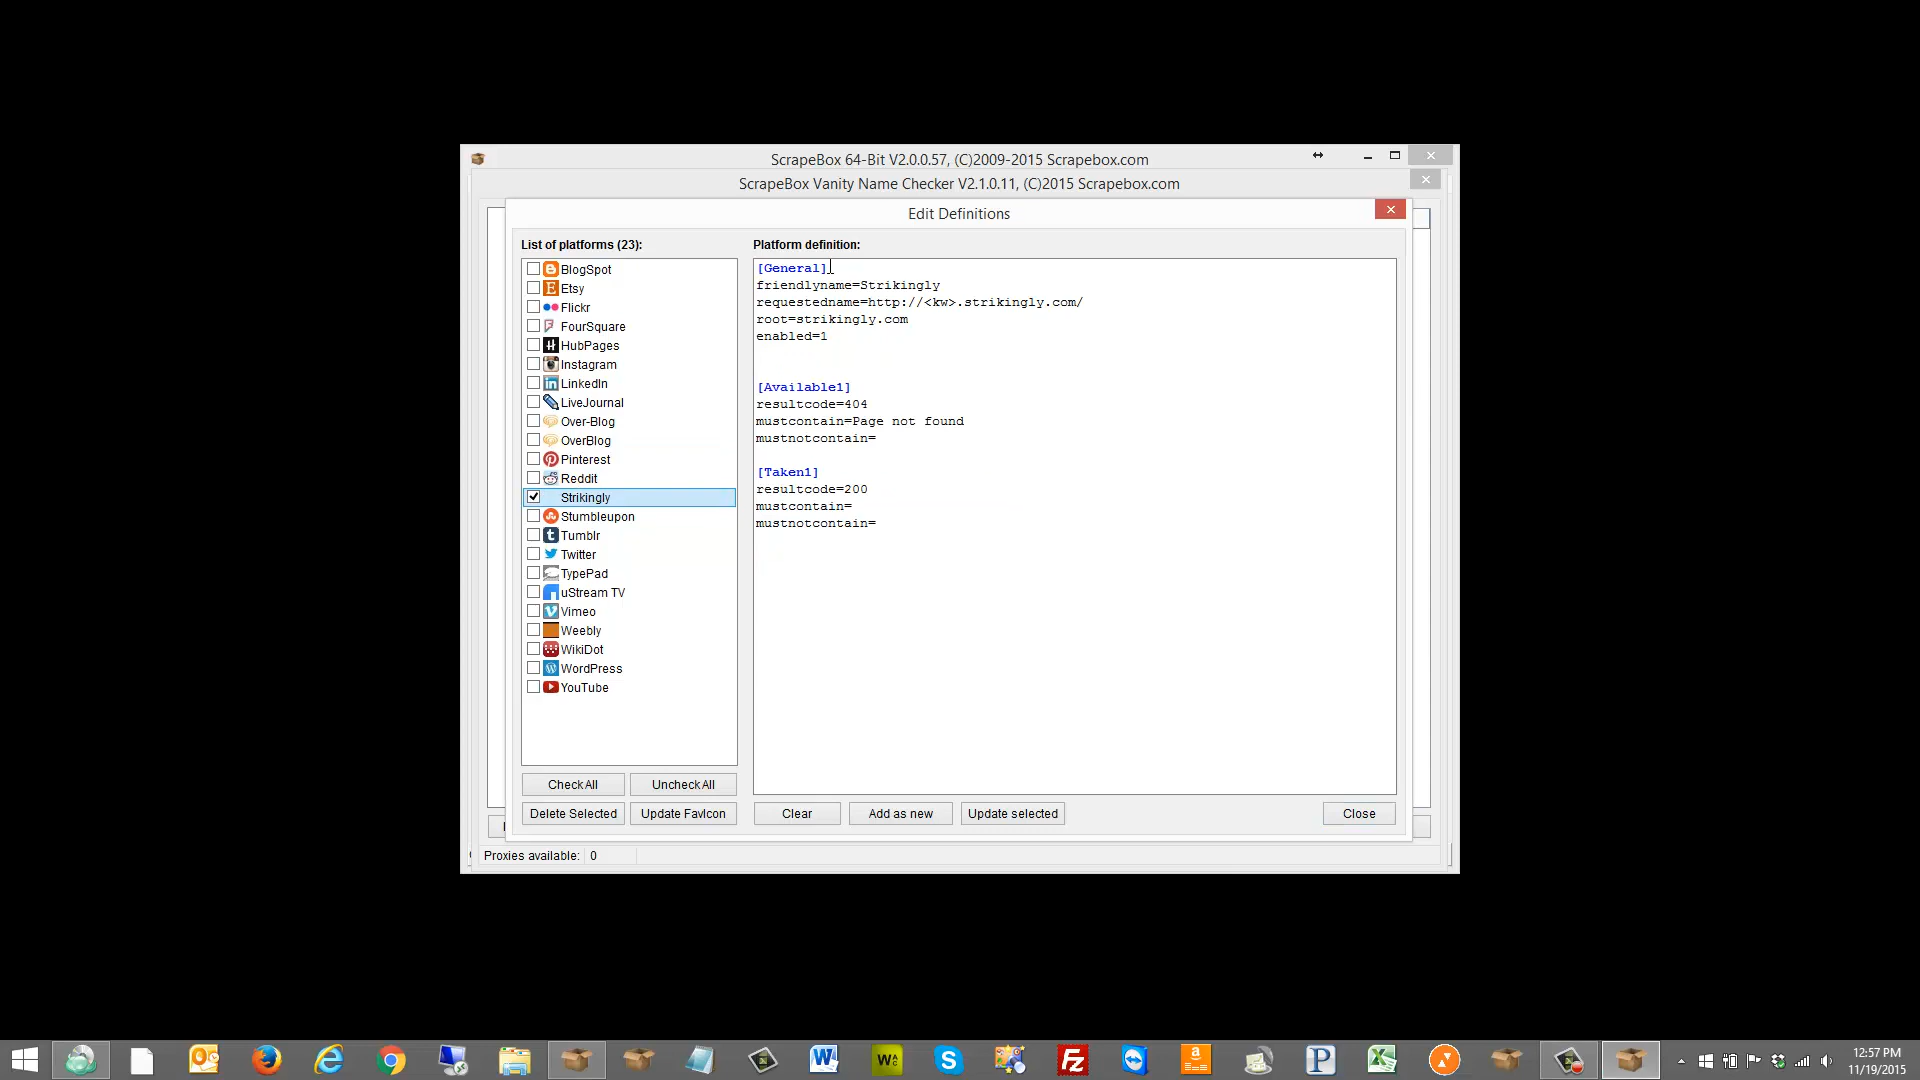 ScrapeBox 64-Bit V2.0.0.57, (C)2009-2015 Scrapebox.com
ScrapeBox Vanity Name Checker V2.1.0.11, (C)2015 Scrapebox.com
Edit Definitions
List of platforms (23):
BlogSpot
Etsy
Flickr
FourSquare
HubPages
Instagram
LinkedIn
LiveJournal
Over-Blog
OverBlog
Pinterest
Reddit
Strikingly
Stumbleupon
Tumblr
Twitter
TypePad
uStream TV
Vimeo
Weebly
WikiDot
WordPress
YouTube
Check All
Uncheck All
Delete Selected
Update FavIcon
Platform definition:
[General]
friendlyname=Strikingly
requestedname=http://<kw>.strikingly.com/
root=strikingly.com
enabled=1
[Available1]
resultcode=404
mustcontain=Page not found
mustnotcontain=
[Taken1]
resultcode=200
mustcontain=
mustnotcontain=
Clear
Add as new
Update selected
Close
Proxies available: 0
12:57 PM
11/19/2015